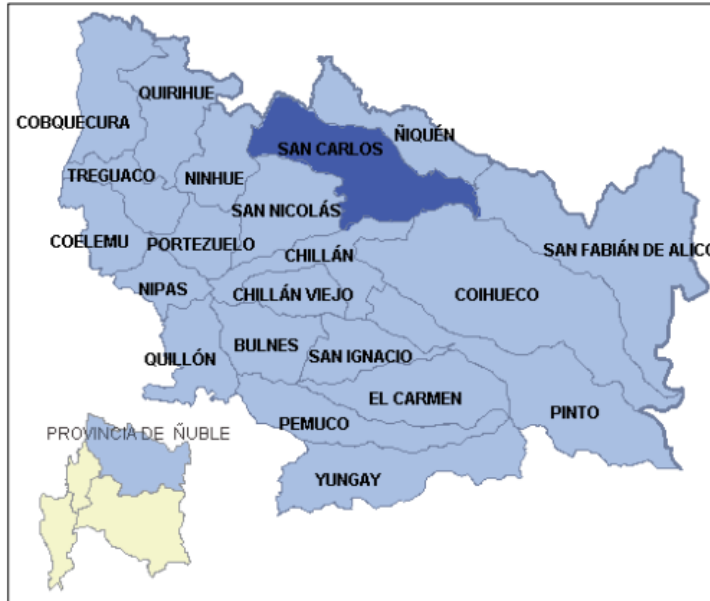 QUIRIHUE
COBQUECURA
ÑIQUÉN
SAN CARLOS
TREGUACO
NINHUE
SAN NICOLÁS
COELEMU
PORTEZUELO
CHILLÁN
SAN FABIÁN DE ALICO
NIPAS
CHILLÁN VIEJO
COIHUECO
QUILLÓN
BULNES
SAN IGNACIO
EL CARMEN
PINTO
PEMUCO
PROVINCIA DE ÑUBLE
YUNGAY